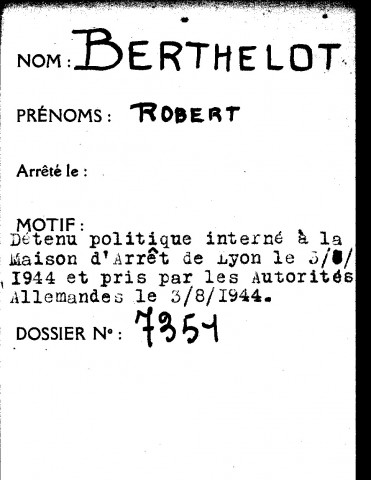 NOM : BERTHELOT
PRÉNOMS : ROBERT
Arrêté le :
MOTIF :
Détenu politique interné à la
Maison d'Arrêt de Lyon le
1944 et pris par les Autorités
Allemandes le 3/8/1944.
DOSSIER N° : 7351